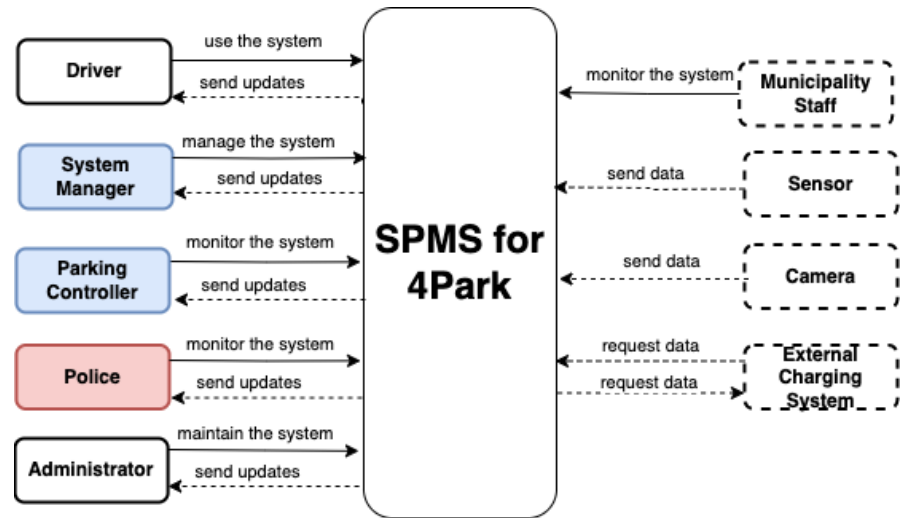 use the system
Driver
send updates
manage the system
System
Manager
send updates
monitor the system
Parking
Controller
send updates
monitor the system
Police
send updates
maintain the system
Administrator
send updates
SPMS for
4Park
monitor the system
Municipality
Staff
send data
Sensor
send data
Camera
request data
External
Charging
System
request data